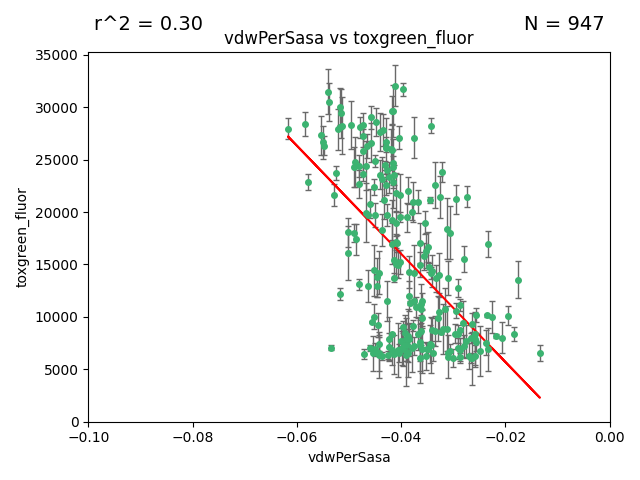 r^2 = 0.30
N = 947
vdwPerSasa vs toxgreen_fluor
35000
30000
25000
20000
15000
10000
5000
0
toxgreen_fluor
−0.10
−0.08
−0.06
−0.04
−0.02
0.00
vdwPerSasa